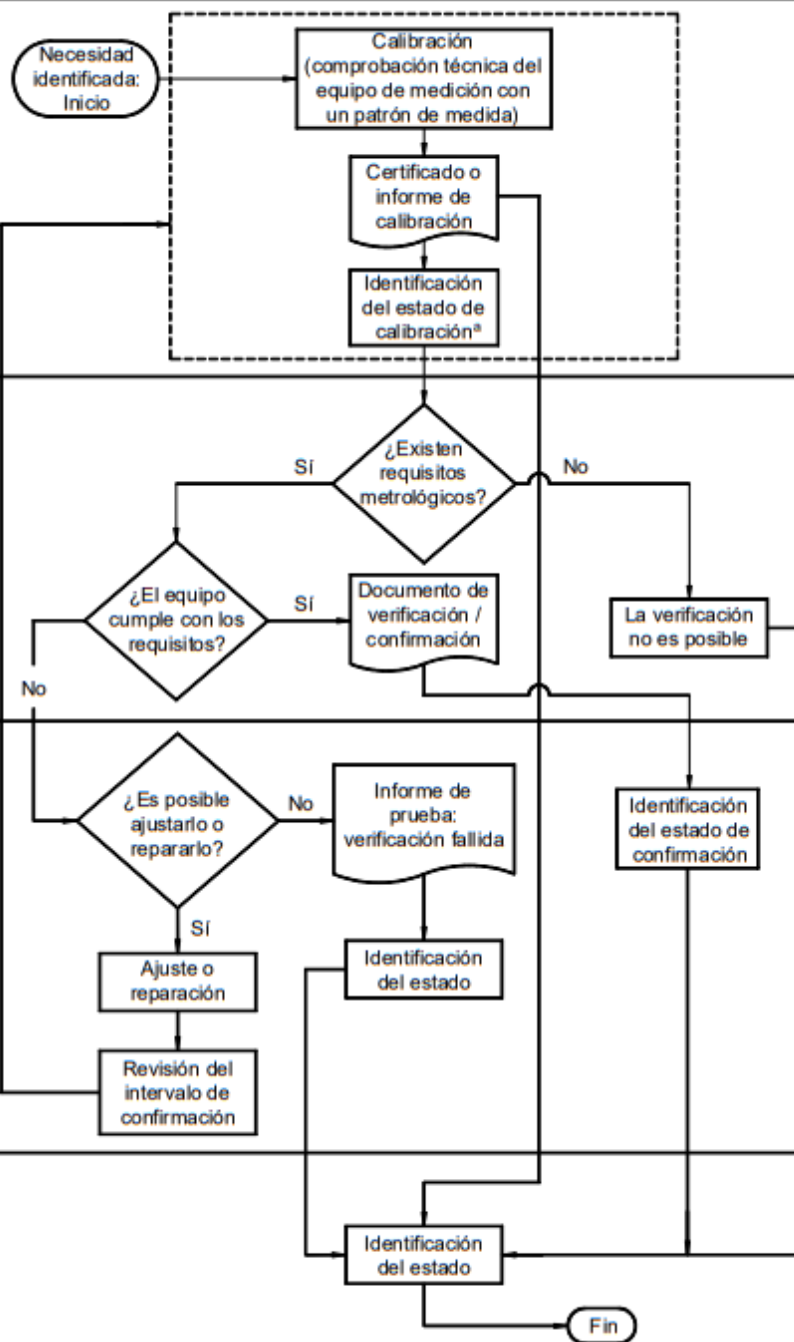 Necesidad
identificada:
Inicio
Calibración
(comprobación técnica del
equipo de medición con
un patrón de medida)
Certificado o
informe de
calibración
Identificación
del estado de
calibraciónª
¿Existen
requisitos
metrológicos?
Sí
No
¿El equipo
cumple con los
requisitos?
Sí
Documento de
verificación /
confirmación
La verificación
no es posible
No
¿Es posible
ajustarlo o
repararlo?
No
Informe de
prueba:
verificación fallida
Identificación
del estado de
confirmación
Sí
Ajuste o
reparación
Identificación
del estado
Revisión del
intervalo de
confirmación
Identificación
del estado
Fin